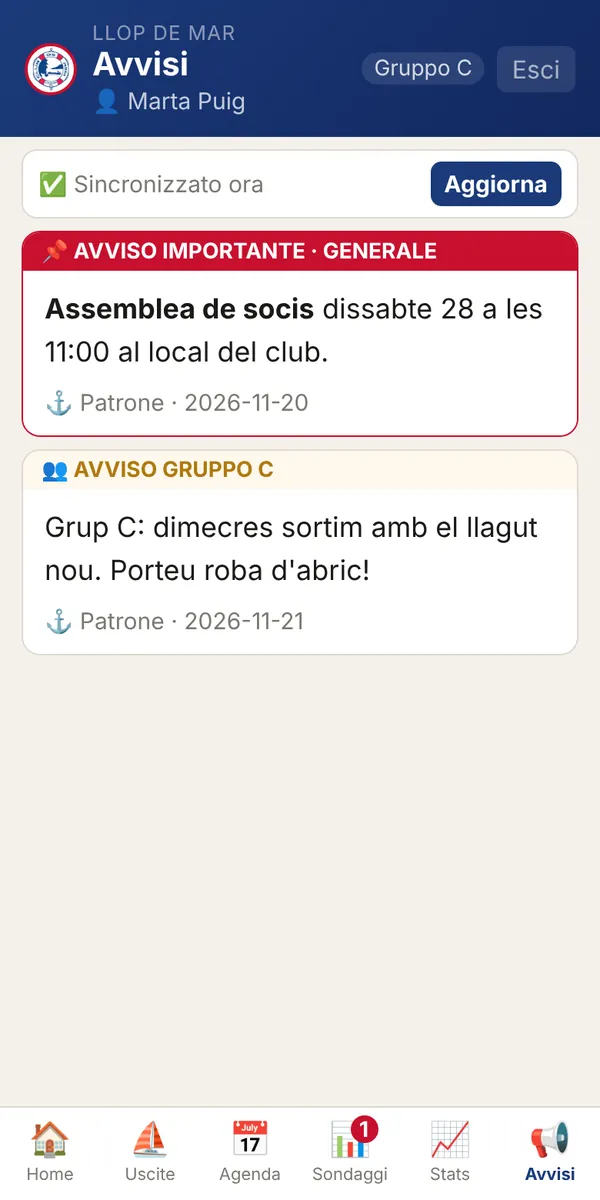 LLOP DE MAR
Avvisi
Marta Puig
Gruppo C
Esci
Sincronizzato ora
Aggiorna
AVVISO IMPORTANTE · GENERALE
Assemblea de socis dissabte 28 a les
11:00 al local del club.
Patrone · 2026-11-20
AVVISO GRUPPO C
Grup C: dimecres sortim amb el llagut
nou. Porteu roba d'abric!
Patrone · 2026-11-21
July
17
1
Home
Uscite
Agenda
Sondaggi
Stats
Avvisi